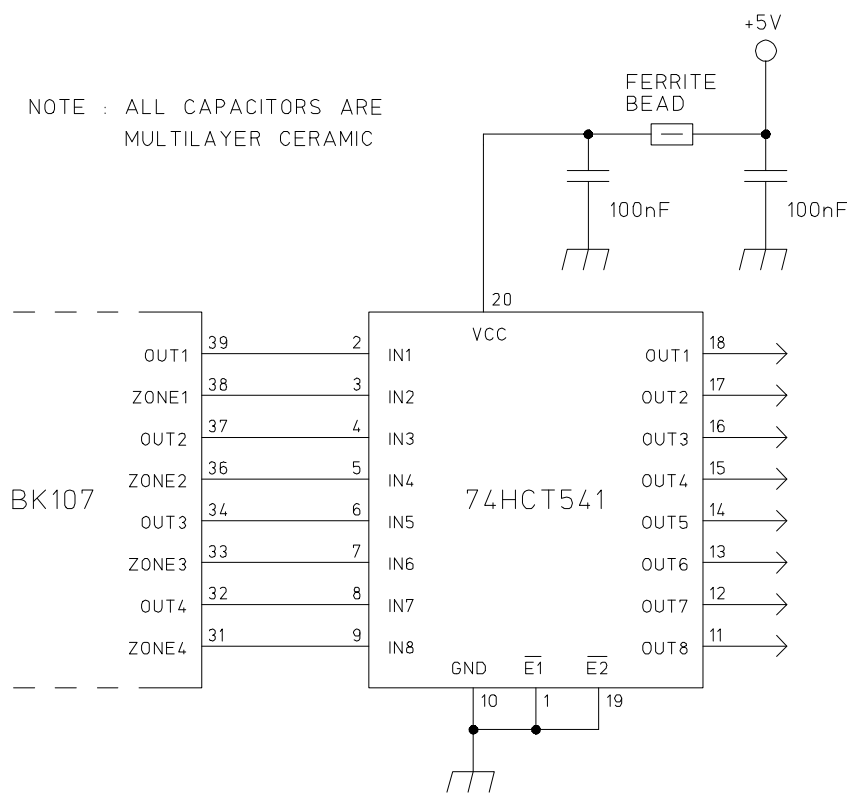 +5V
FERRITE
BEAD
NOTE : ALL CAPACITORS ARE
MULTILAYER CERAMIC
100nF 100nF
20
VCC
OUT1 39 2 IN1 OUT1 18
ZONE1 38 3 IN2 OUT2 17
OUT2 37 4 IN3 OUT3 16
ZONE2 36 5 IN4 OUT4 15
BK107 74HCT541
OUT3 34 6 IN5 OUT5 14
ZONE3 33 7 IN6 OUT6 13
OUT4 32 8 IN7 OUT7 12
ZONE4 31 9 IN8 OUT8 11
GND E1 E2
10 1 19